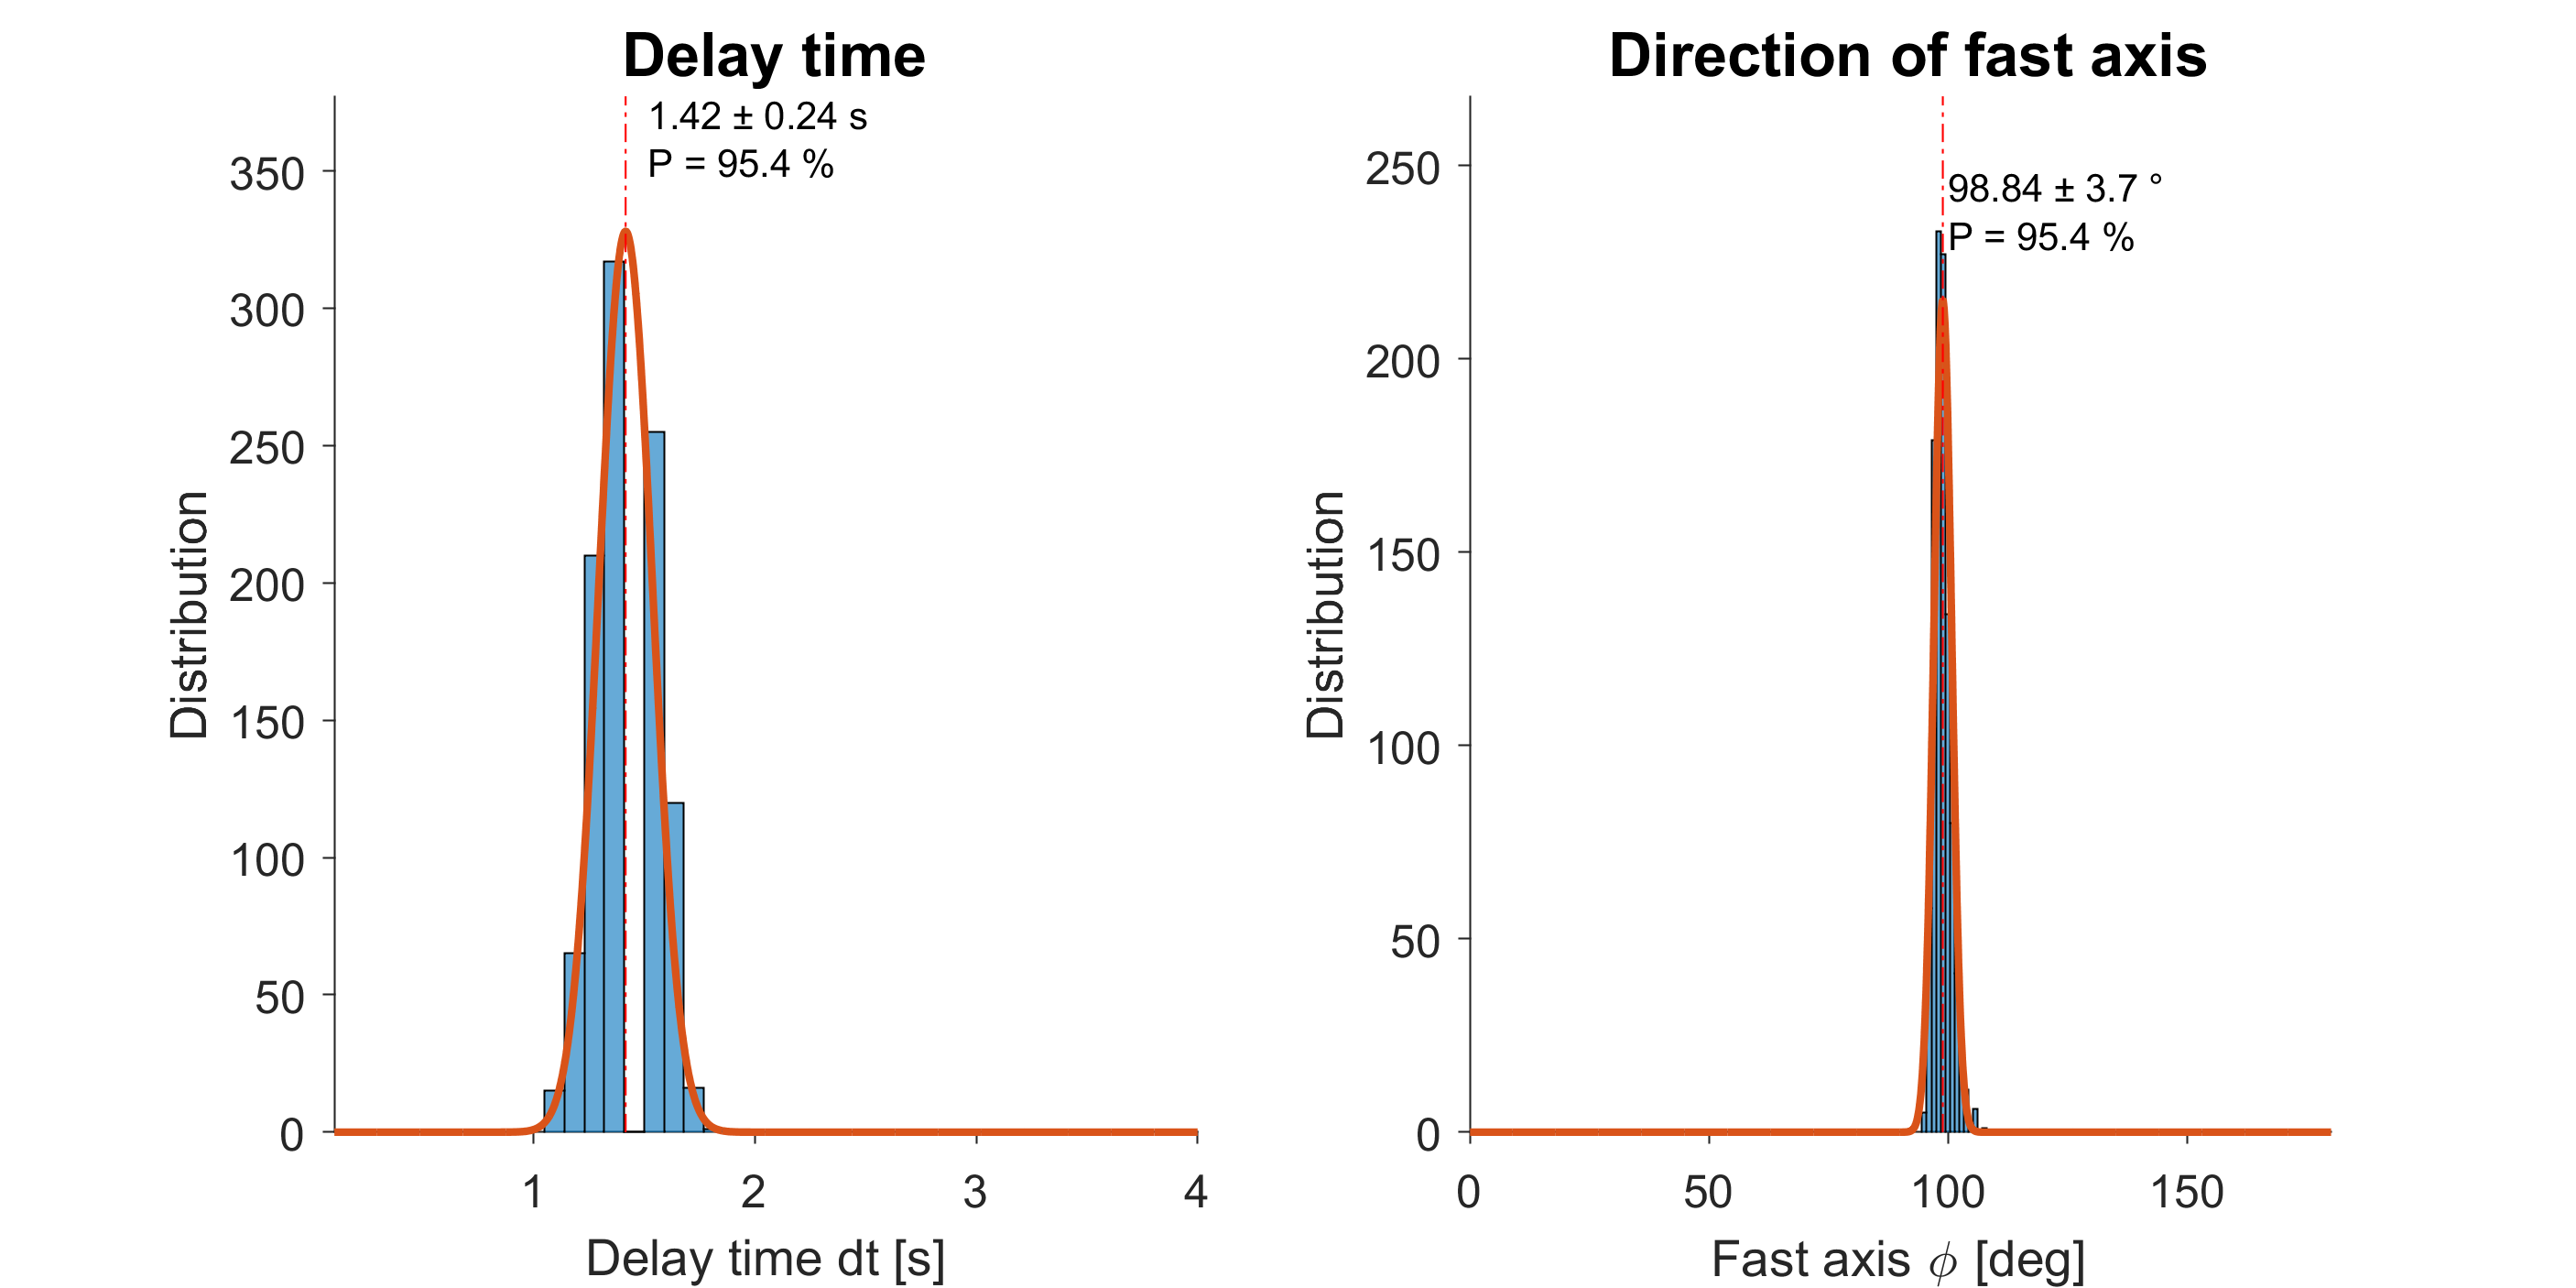 Delay time
1.42 ± 0.24 s
P = 95.4 %
350
300
250
200
150
100
50
0
Distribution
1
2
3
4
Delay time dt [s]
Direction of fast axis
98.84 ± 3.7 °
P = 95.4 %
250
200
150
100
50
0
Distribution
0
50
100
150
Fast axis ϕ [deg]